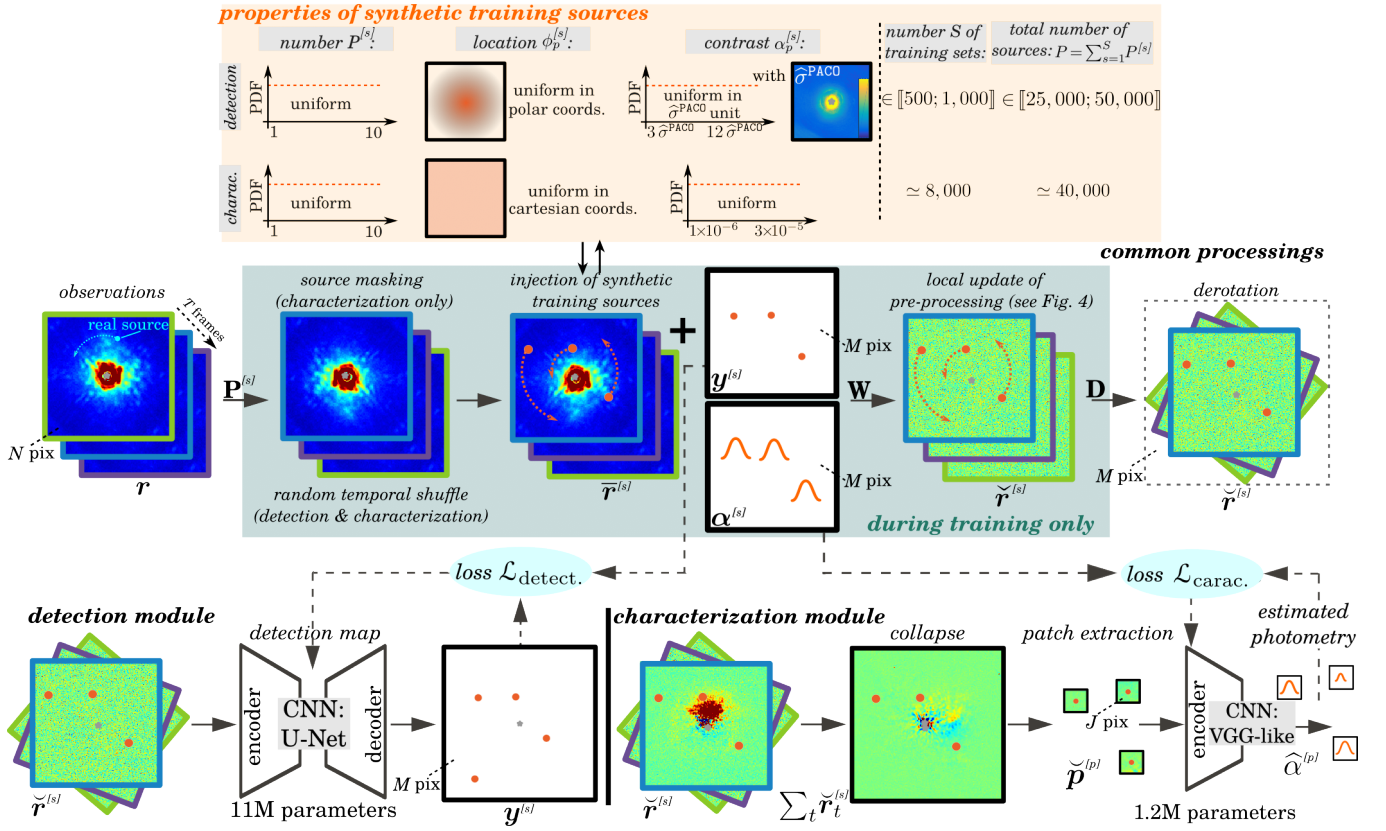 properties of synthetic training sources
number P^[s]:
location ϕ_p^[s]:
contrast α_p^[s]:
number S of
training sets:
total number of
sources: P = ∑_{s=1}^{S} P^[s]
detection
PDF
uniform
1
10
uniform in
polar coords.
PDF
uniform in
σ̂^PACO unit
3 σ̂^PACO
12 σ̂^PACO
with
σ̂^PACO
∈ ⟦500; 1,000⟧
∈ ⟦25,000; 50,000⟧
charac.
PDF
uniform
1
10
uniform in
cartesian coords.
PDF
uniform
1×10^-6
3×10^-5
≃ 8,000
≃ 40,000
common processings
observations
T frames
real source
N pix
r
P^[s]
source masking
(characterization only)
random temporal shuffle
(detection & characterization)
injection of synthetic
training sources
r̅^[s]
+
M pix
y^[s]
M pix
α^[s]
W
local update of
pre-processing (see Fig. 4)
r̆^[s]
during training only
D
derotation
M pix
r̆^[s]
loss ℒ_detect.
loss ℒ_carac.
detection module
detection map
r̆^[s]
encoder
CNN:
U-Net
decoder
11M parameters
M pix
y^[s]
characterization module
r̆^[s]
collapse
∑_t r̆_t^[s]
patch extraction
J pix
p̆^[p]
encoder
CNN:
VGG-like
1.2M parameters
estimated
photometry
α̂^[p]